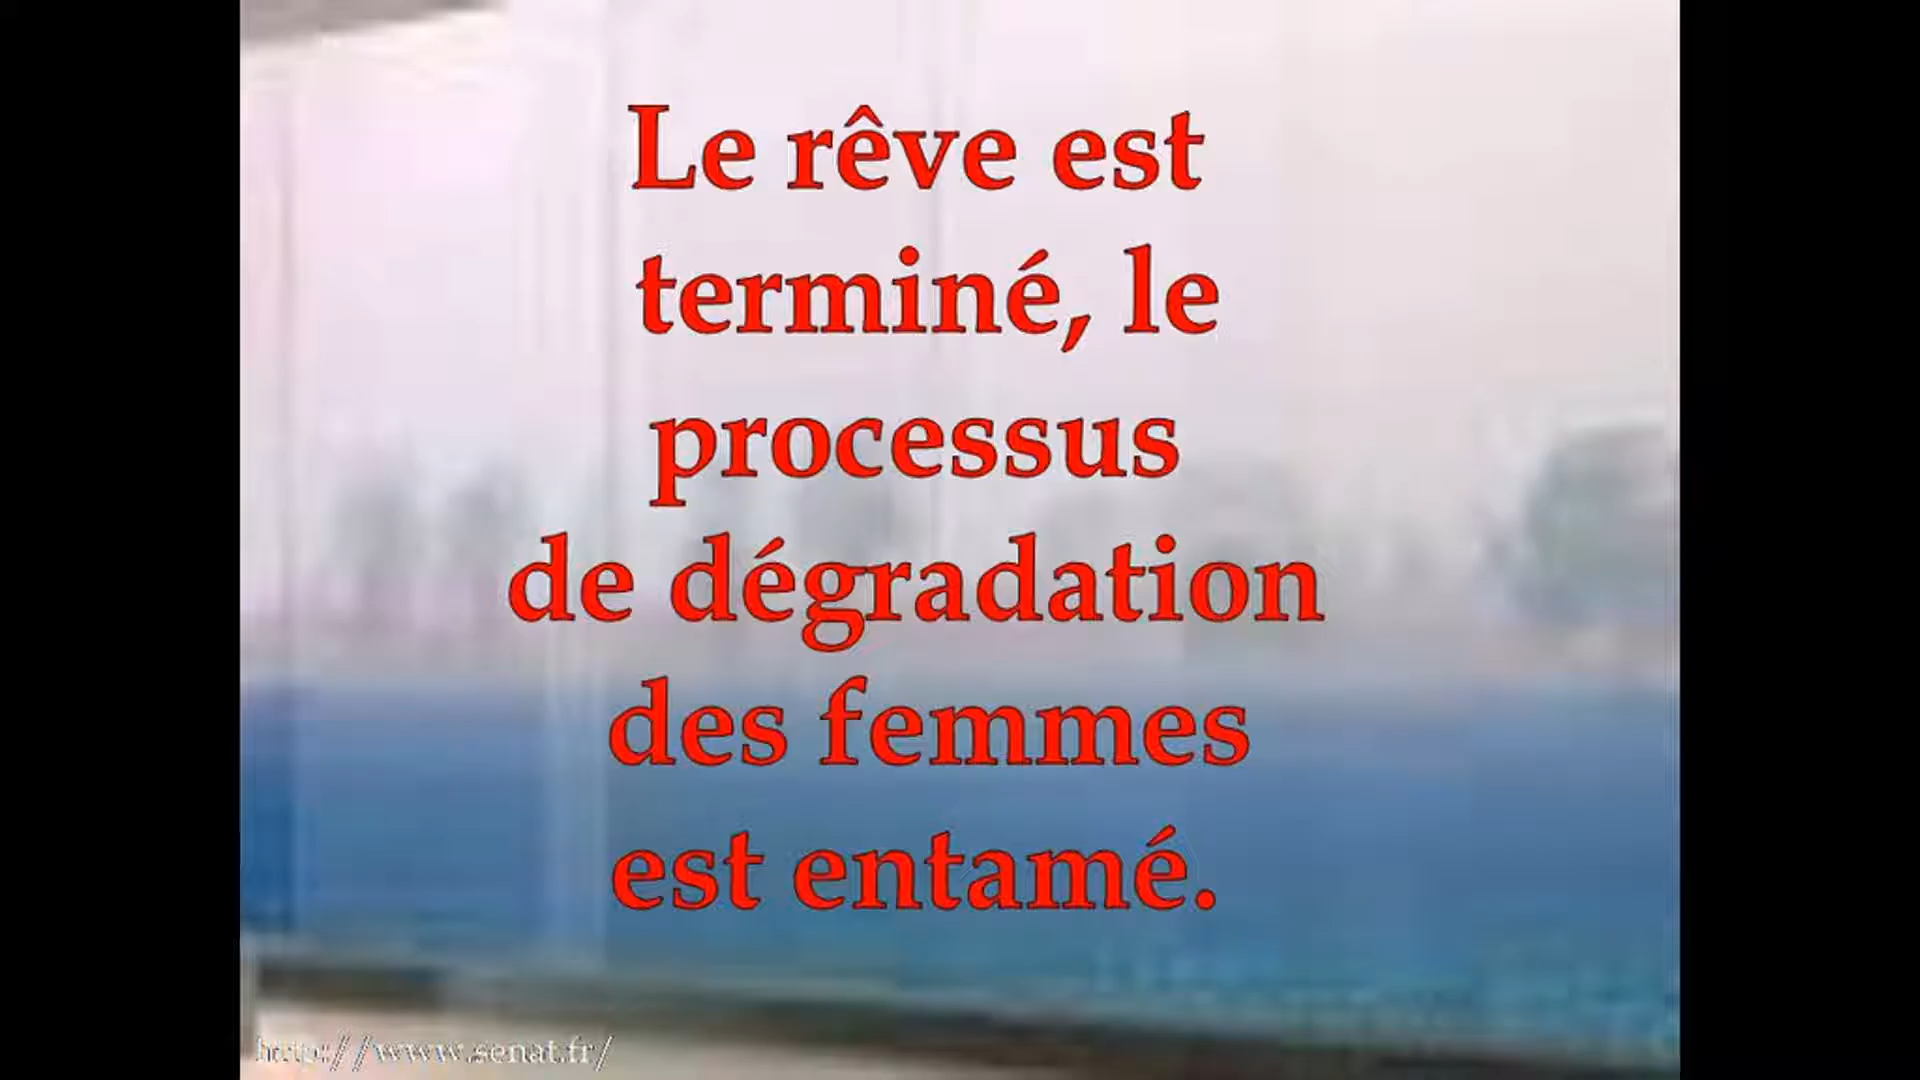 Le rêve est
terminé, le
processus
de dégradation
des femmes
est entamé.
http://www.senat.fr/